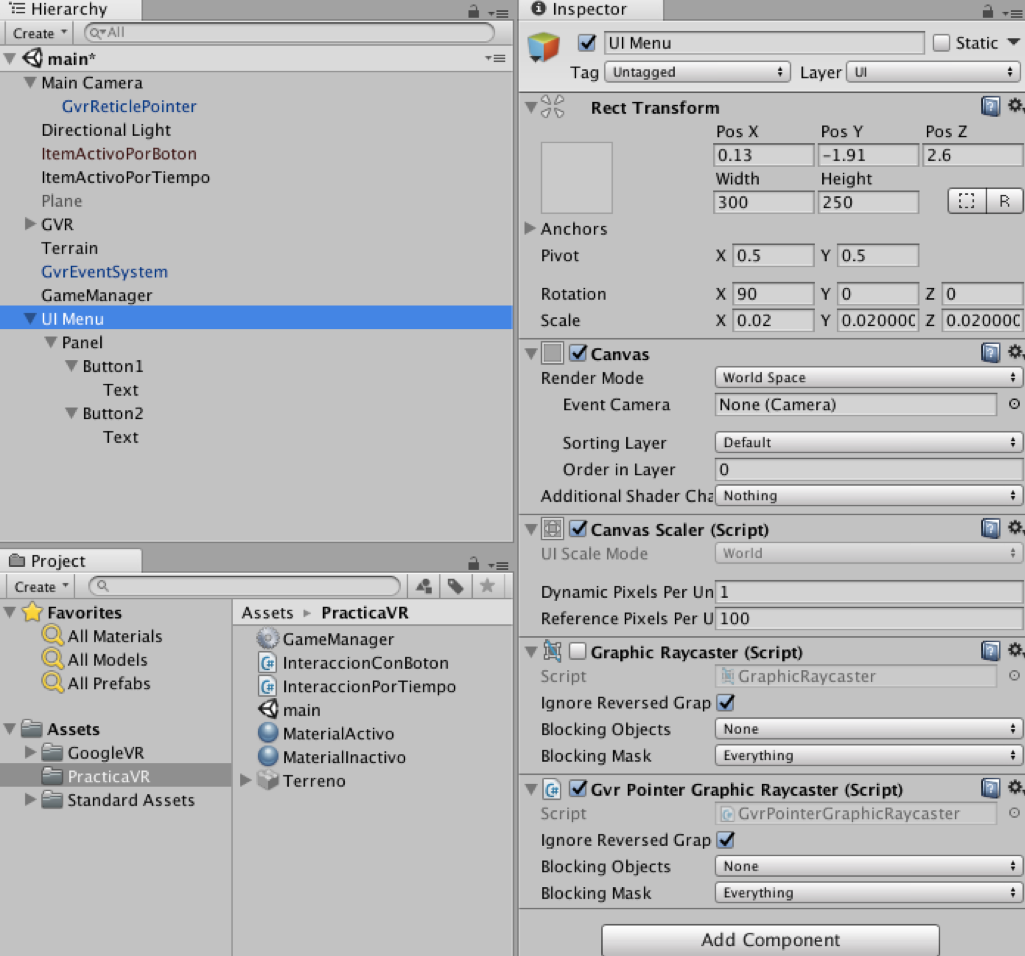 Hierarchy
Create
All
main*
Main Camera
GvrReticlePointer
Directional Light
ItemActivoPorBoton
ItemActivoPorTiempo
Plane
GVR
Terrain
GvrEventSystem
GameManager
UI Menu
Panel
Button1
Text
Button2
Text
Project
Create
Favorites
All Materials
All Models
All Prefabs
Assets
GoogleVR
PracticaVR
Standard Assets
Assets PracticaVR
GameManager
InteraccionConBoton
InteraccionPorTiempo
main
MaterialActivo
MaterialInactivo
Terreno
Inspector
UI Menu Static
Tag Untagged Layer UI
Rect Transform
Pos X Pos Y Pos Z
0.13 -1.91 2.6
Width Height
300 250 R
Anchors
Pivot X 0.5 Y 0.5
Rotation X 90 Y 0 Z 0
Scale X 0.02 Y 0.020000 Z 0.020000
Canvas
Render Mode World Space
Event Camera None (Camera)
Sorting Layer Default
Order in Layer 0
Additional Shader Cha Nothing
Canvas Scaler (Script)
UI Scale Mode World
Dynamic Pixels Per Un 1
Reference Pixels Per U 100
Graphic Raycaster (Script)
Script GraphicRaycaster
Ignore Reversed Grap
Blocking Objects None
Blocking Mask Everything
Gvr Pointer Graphic Raycaster (Script)
Script GvrPointerGraphicRaycaster
Ignore Reversed Grap
Blocking Objects None
Blocking Mask Everything
Add Component